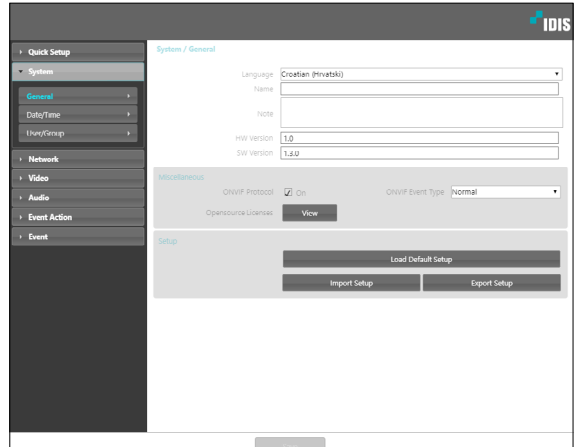 IDIS
Quick Setup
System
General
Date/Time
User/Group
Network
Video
Audio
Event Action
Event
System / General
Language Croatian (Hrvatski)
Name
Note
HW Version 1.0
SW Version 1.3.0
Miscellaneous
ONVIF Protocol On ONVIF Event Type Normal
Opensource Licenses View
Setup
Load Default Setup
Import Setup Export Setup